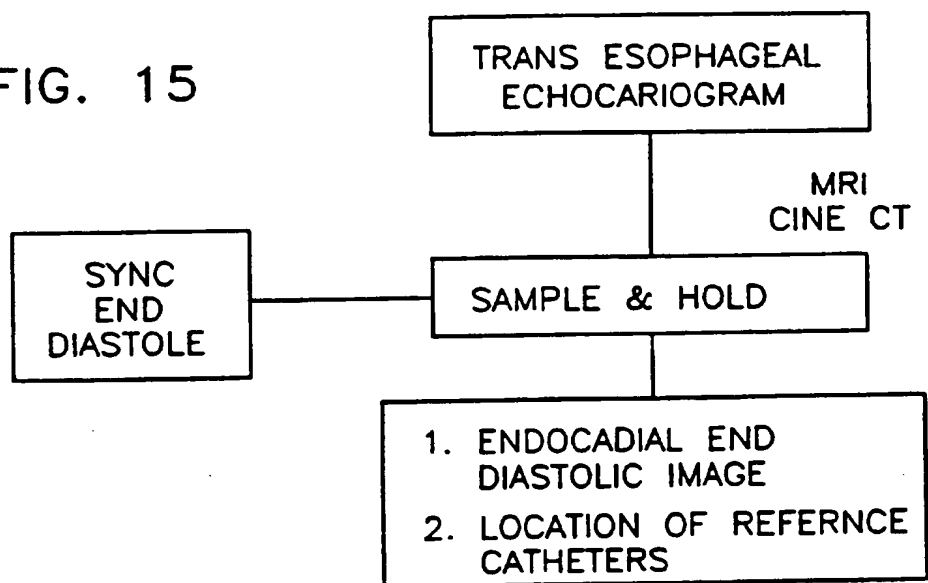 FIG. 15
TRANS ESOPHAGEAL
ECHOCARIOGRAM
MRI
CINE CT
SYNC
END
DIASTOLE
SAMPLE & HOLD
1. ENDOCADIAL END
DIASTOLIC IMAGE
2. LOCATION OF REFERNCE
CATHETERS